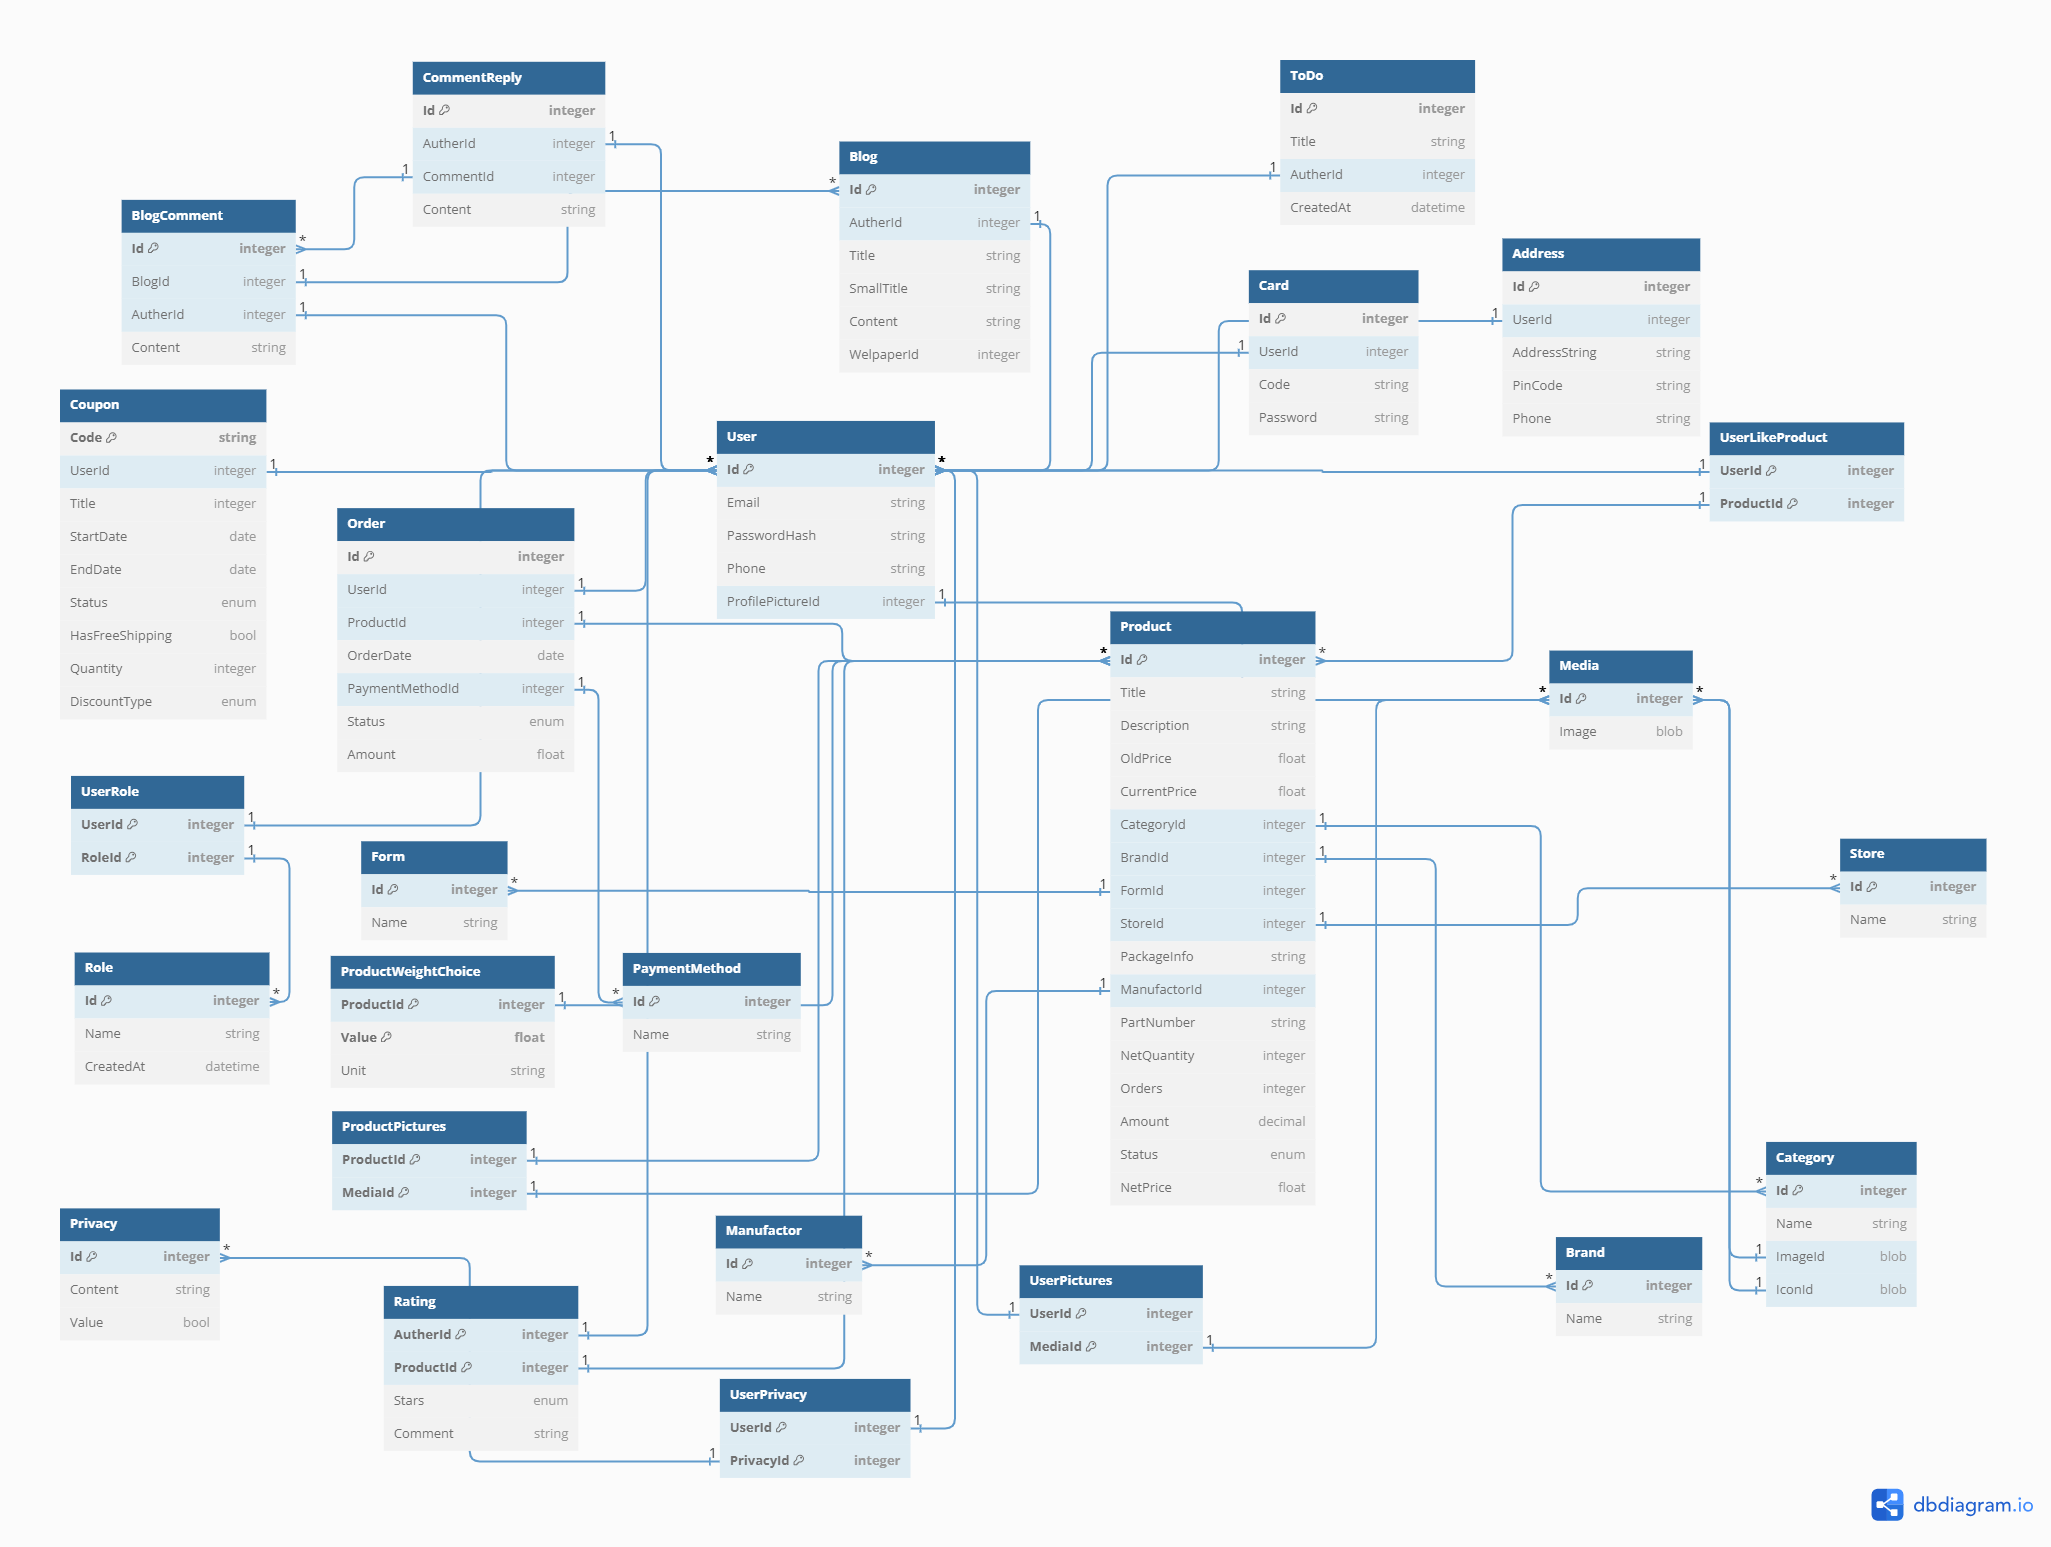 CommentReply
Id integer
AutherId integer
CommentId integer
Content string
ToDo
Id integer
Title string
AutherId integer
CreatedAt datetime
Blog
Id integer
AutherId integer
Title string
SmallTitle string
Content string
WelpaperId integer
BlogComment
Id integer
BlogId integer
AutherId integer
Content string
Address
Id integer
UserId integer
AddressString string
PinCode string
Phone string
Card
Id integer
UserId integer
Code string
Password string
Coupon
Code string
UserId integer
Title integer
StartDate date
EndDate date
Status enum
HasFreeShipping bool
Quantity integer
DiscountType enum
User
Id integer
Email string
PasswordHash string
Phone string
ProfilePictureId integer
UserLikeProduct
UserId integer
ProductId integer
Order
Id integer
UserId integer
ProductId integer
OrderDate date
PaymentMethodId integer
Status enum
Amount float
Product
Id integer
Title string
Description string
OldPrice float
CurrentPrice float
CategoryId integer
BrandId integer
FormId integer
StoreId integer
PackageInfo string
ManufactorId integer
PartNumber string
NetQuantity integer
Orders integer
Amount decimal
Status enum
NetPrice float
Media
Id integer
Image blob
UserRole
UserId integer
RoleId integer
Form
Id integer
Name string
Store
Id integer
Name string
Role
Id integer
Name string
CreatedAt datetime
ProductWeightChoice
ProductId integer
Value float
Unit string
PaymentMethod
Id integer
Name string
ProductPictures
ProductId integer
MediaId integer
Category
Id integer
Name string
ImageId blob
IconId blob
Privacy
Id integer
Content string
Value bool
Manufactor
Id integer
Name string
Brand
Id integer
Name string
UserPictures
UserId integer
MediaId integer
Rating
AutherId integer
ProductId integer
Stars enum
Comment string
UserPrivacy
UserId integer
PrivacyId integer
dbdiagram.io